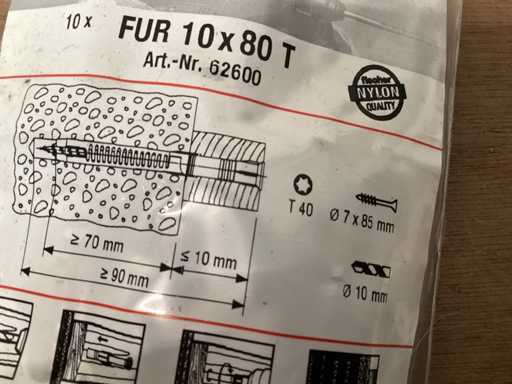 10 x FUR 10 x 80 T
Art.-Nr. 62600
fischer
NYLON
QUALITY
T 40
Ø 7 x 85 mm
≥ 70 mm
≤ 10 mm
≥ 90 mm
Ø 10 mm